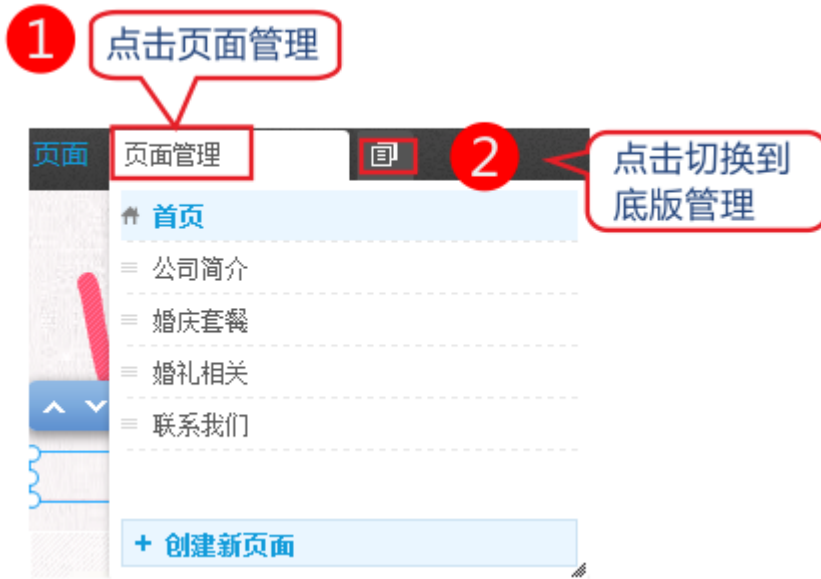 1
点击页面管理
页面 页面管理
2
点击切换到
底版管理
首页
公司简介
婚庆套餐
婚礼相关
联系我们
+ 创建新页面